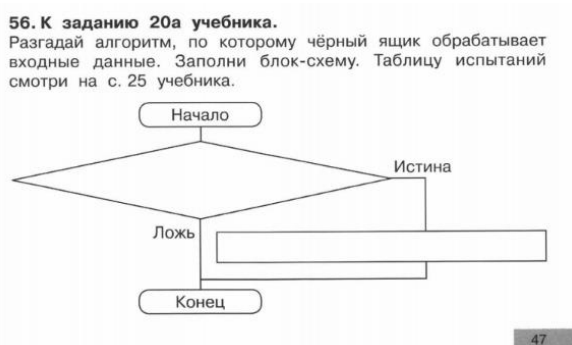 56. К заданию 20а учебника.
Разгадай алгоритм, по которому чёрный ящик обрабатывает
входные данные. Заполни блок-схему. Таблицу испытаний
смотри на с. 25 учебника.
Начало
Истина
Ложь
Конец
47